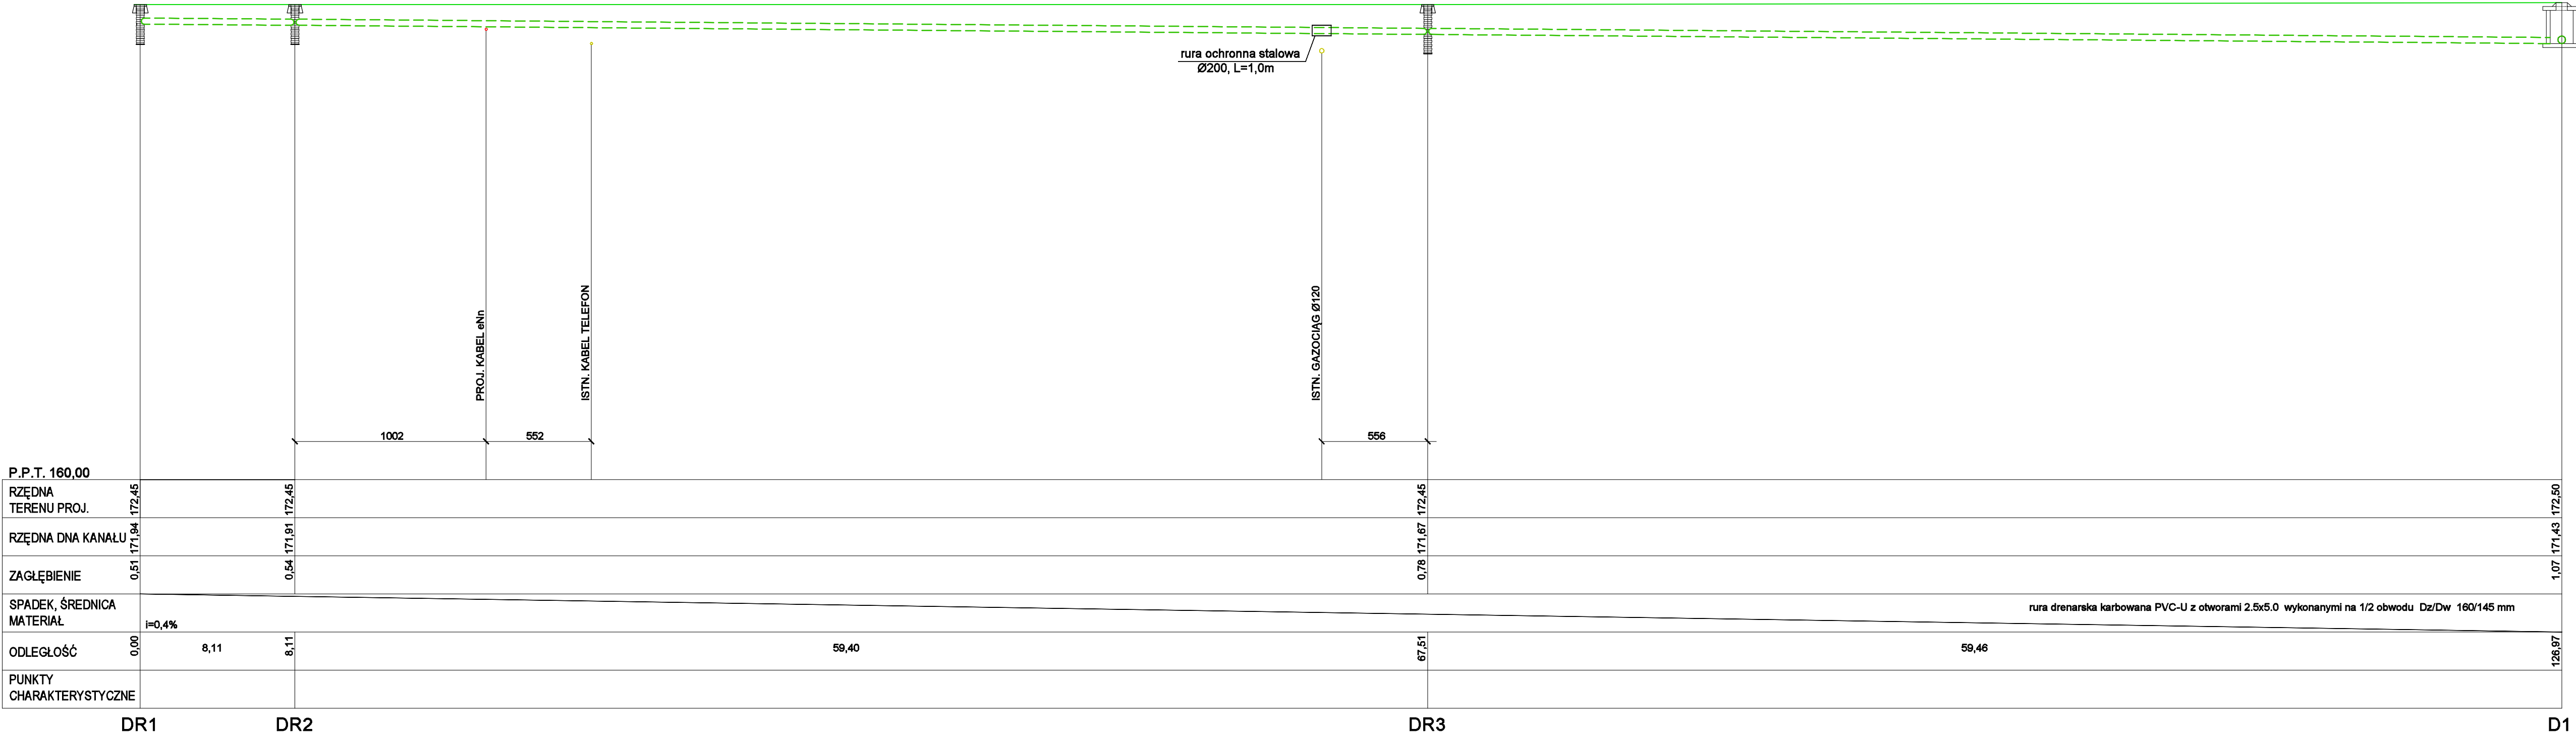 rura ochronna stalowa
Ø200, L=1,0m
PROJ. KABEL eNn
ISTN. KABEL TELEFON
ISTN. GAZOCIĄG Ø120
1002
552
556
P.P.T. 160,00
RZĘDNA
TERENU PROJ.
172,45
172,45
172,45
172,50
RZĘDNA DNA KANAŁU
171,94
171,91
171,67
171,43
ZAGŁĘBIENIE
0,51
0,54
0,78
1,07
SPADEK, ŚREDNICA
MATERIAŁ
i=0,4%
rura drenarska karbowana PVC-U z otworami 2.5x5.0 wykonanymi na 1/2 obwodu Dz/Dw 160/145 mm
ODLEGŁOŚĆ
0,00
8,11
8,11
59,40
67,51
59,46
126,97
PUNKTY
CHARAKTERYSTYCZNE
DR1
DR2
DR3
D1